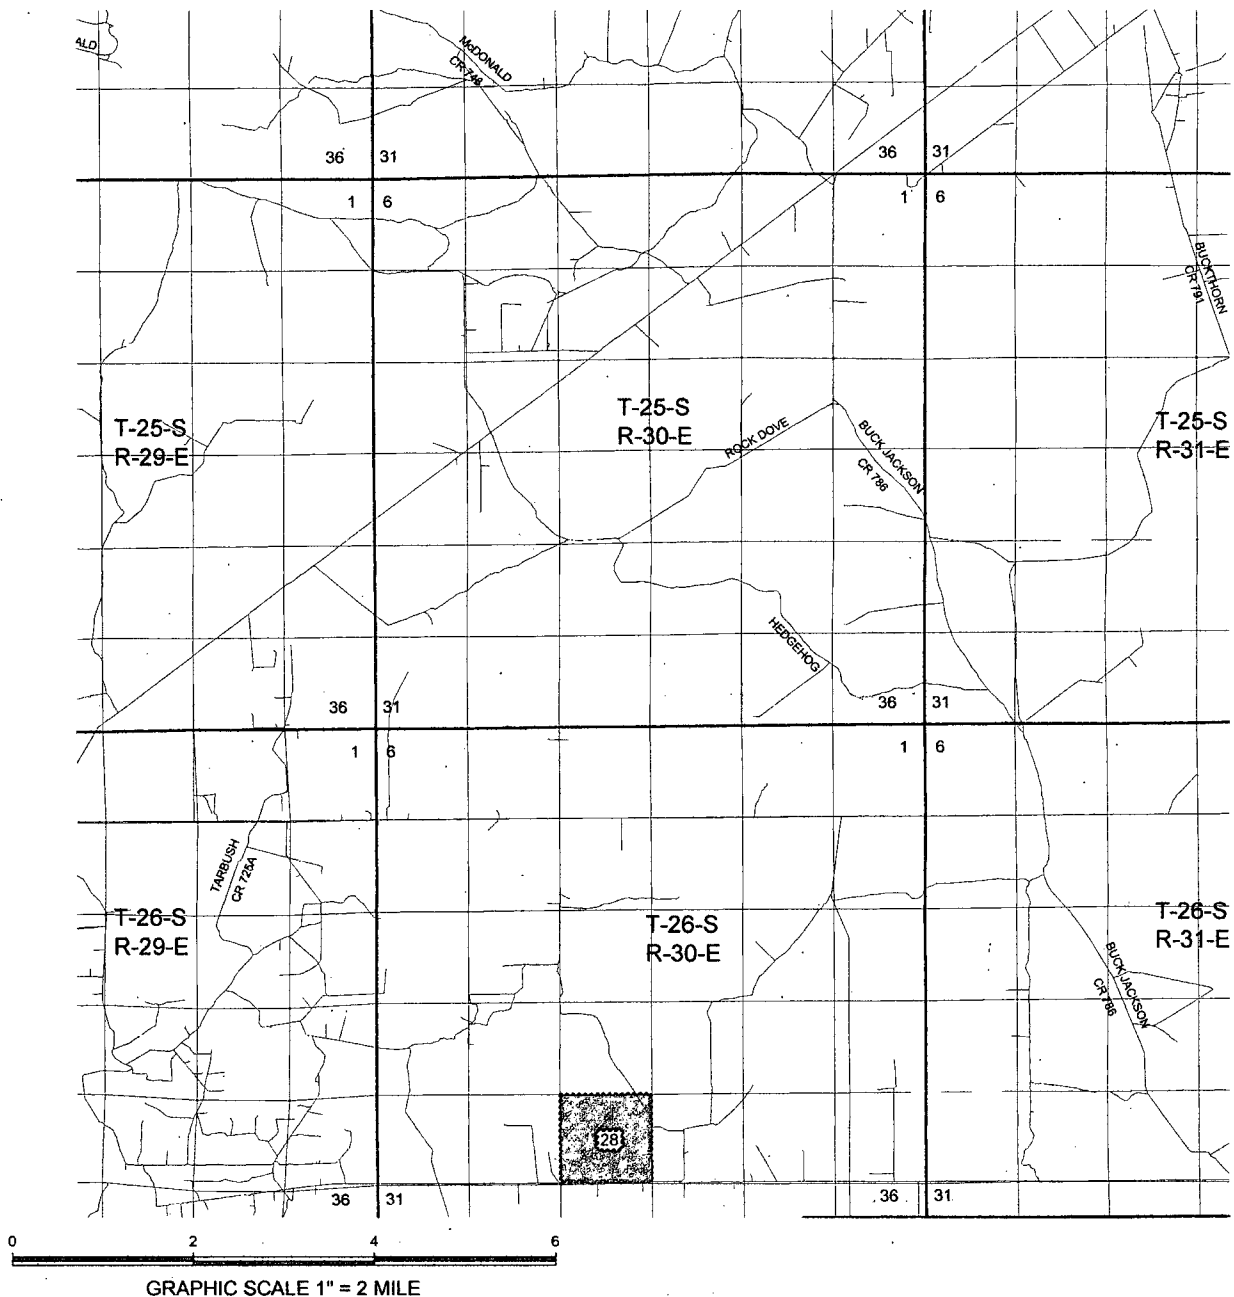 ALD
McDONALD
CR 748
36 31
36 31
1 6
1 6
BUCKTHORN
CR 791
T-25-S
R-29-E
T-25-S
R-30-E
T-25-S
R-31-E
ROCK DOVE
BUCK JACKSON
CR 786
HEDGEHOG
36 31
36 31
1 6
1 6
TARBUSH
CR 725A
T-26-S
R-29-E
T-26-S
R-30-E
T-26-S
R-31-E
BUCK JACKSON
CR 786
28
36 31
36 31
0 2 4 6
GRAPHIC SCALE 1" = 2 MILE